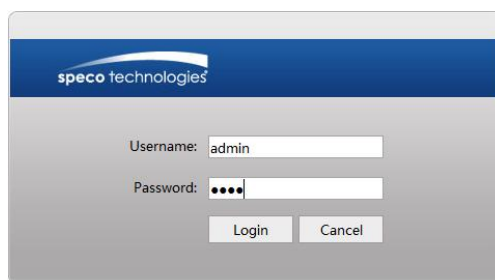 speco technologies
Username: admin
Password: ••••
Login Cancel